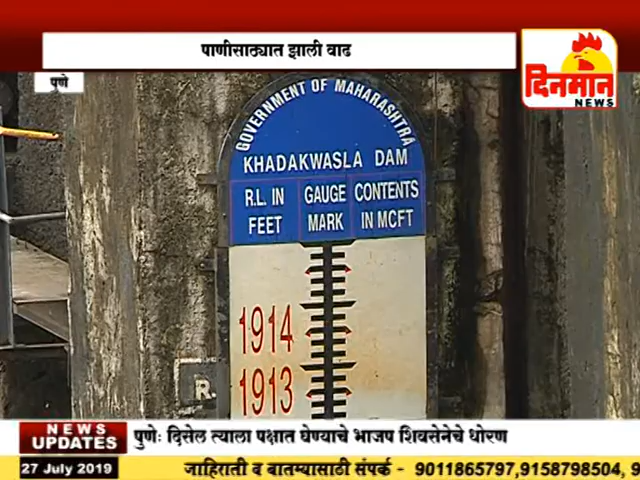 पाणीसाठ्यात झाली वाढ
पुणे
दिनमान
NEWS
GOVERNMENT OF MAHARASHTRA
KHADAKWASLA DAM
R.L. IN FEET
GAUGE MARK
CONTENTS IN MCFT
1914
1913
R
NEWS UPDATES
पुणेः दिसेल त्याला पक्षात घेण्याचे भाजप शिवसेनेचे धोरण
27 July 2019
जाहिराती व बातम्यासाठी संपर्क - 9011865797,9158798504, 9